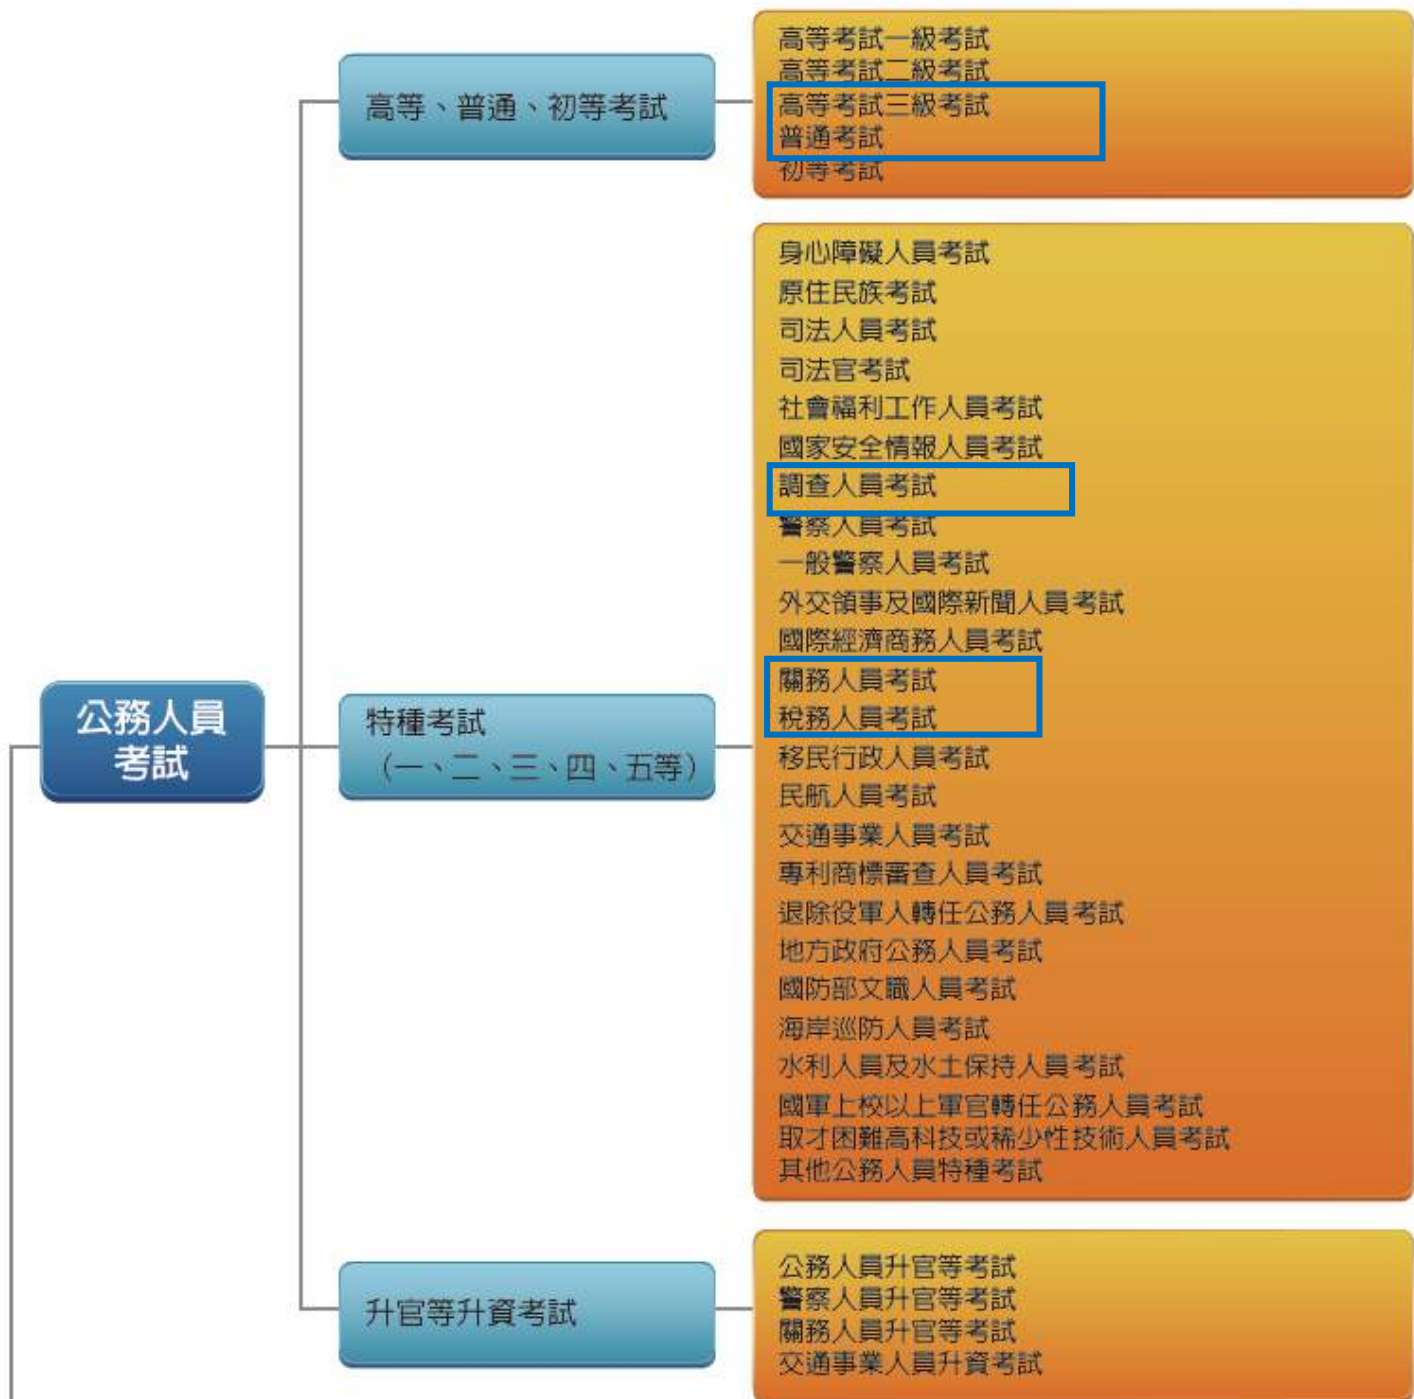 高等、普通、初等考試
高等考試一級考試
高等考試二級考試
高等考試三級考試
普通考試
初等考試
公務人員
考試
特種考試
（一、二、三、四、五等）
身心障礙人員考試
原住民族考試
司法人員考試
司法官考試
社會福利工作人員考試
國家安全情報人員考試
調查人員考試
警察人員考試
一般警察人員考試
外交領事及國際新聞人員考試
國際經濟商務人員考試
關務人員考試
稅務人員考試
移民行政人員考試
民航人員考試
交通事業人員考試
專利商標審查人員考試
退除役軍人轉任公務人員考試
地方政府公務人員考試
國防部文職人員考試
海岸巡防人員考試
水利人員及水土保持人員考試
國軍上校以上軍官轉任公務人員考試
取才困難高科技或稀少性技術人員考試
其他公務人員特種考試
升官等升資考試
公務人員升官等考試
警察人員升官等考試
關務人員升官等考試
交通事業人員升資考試